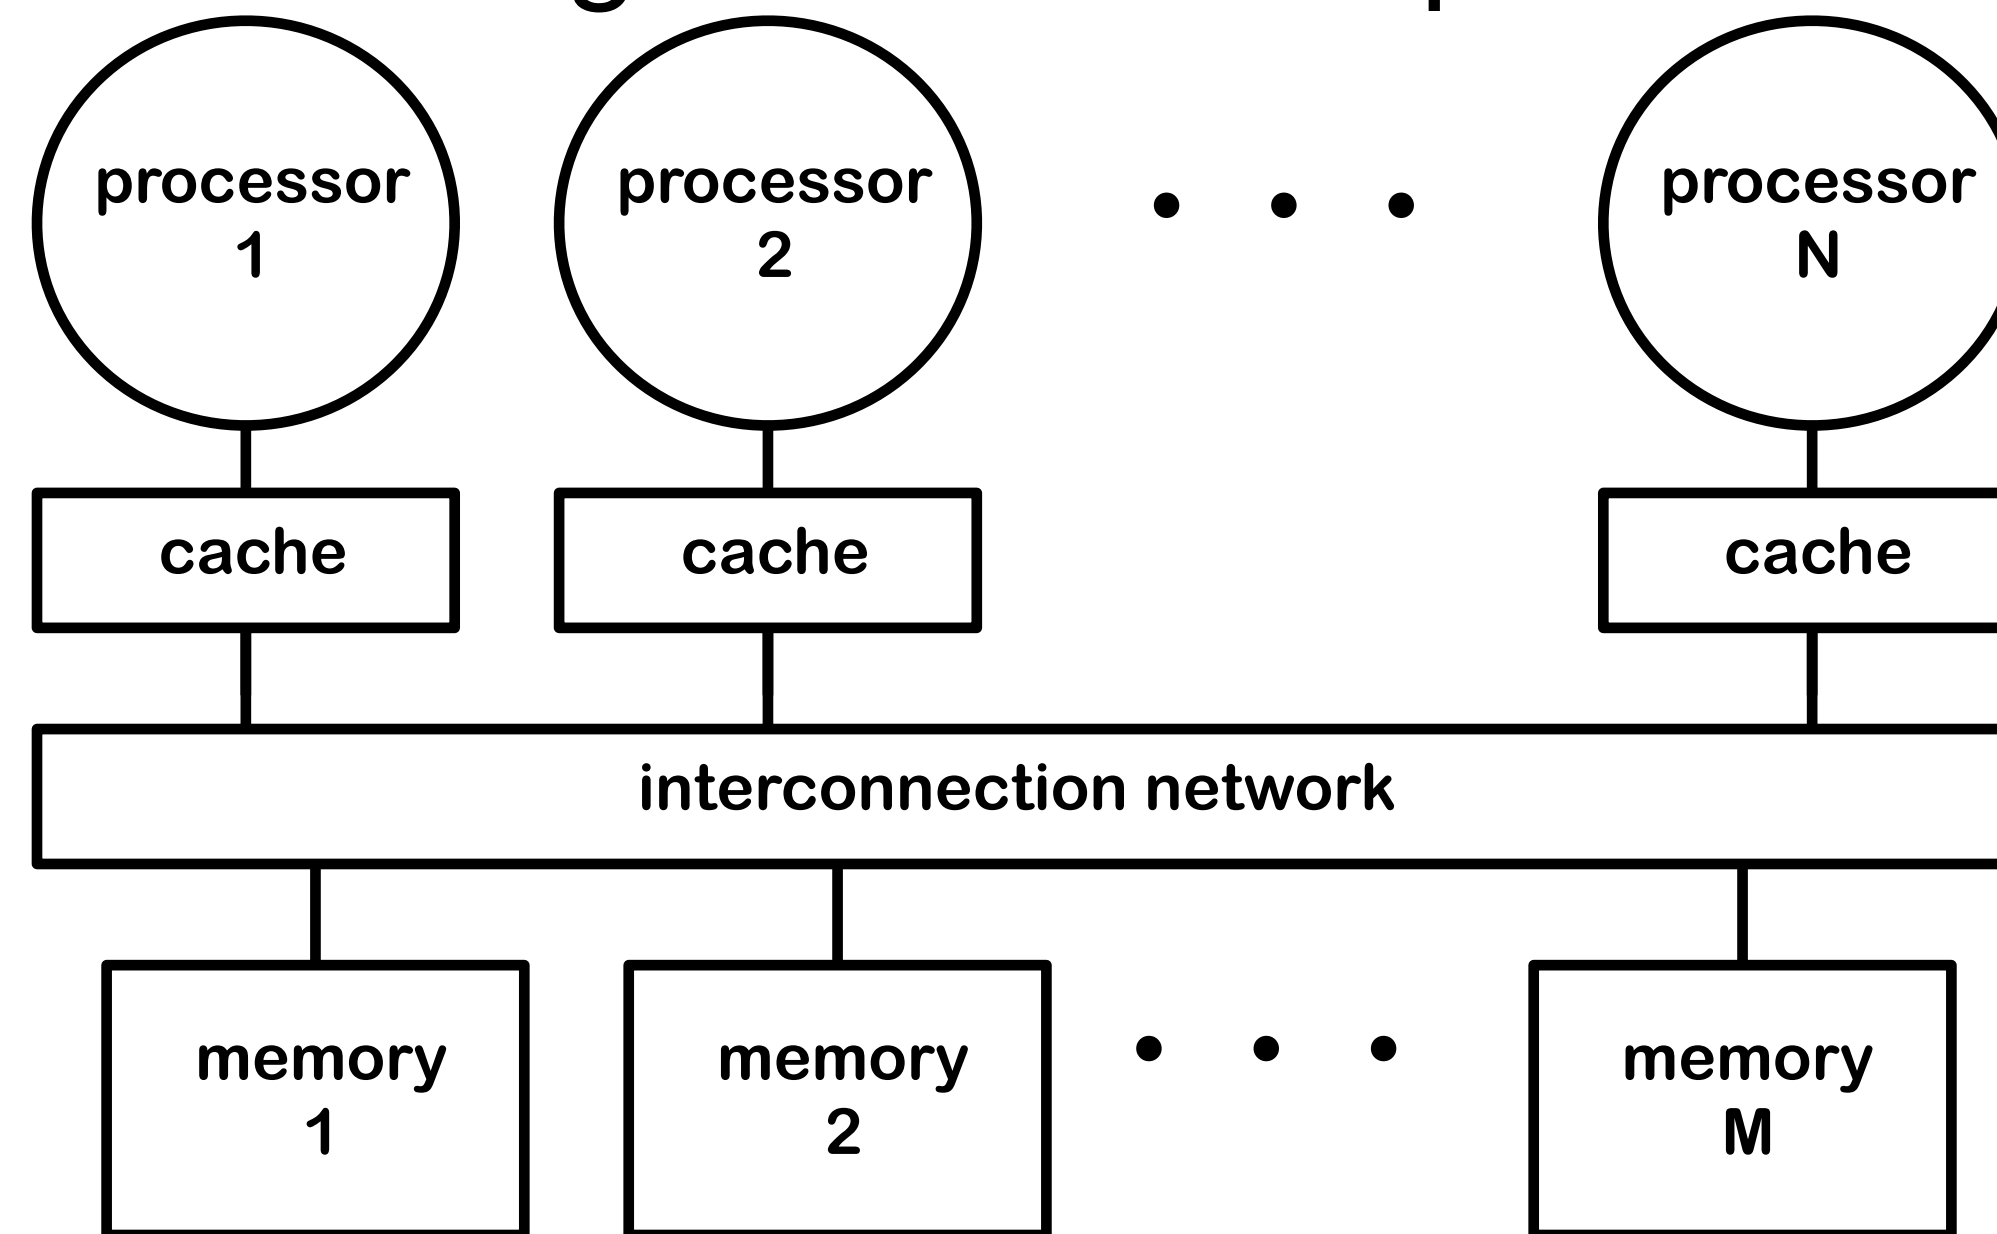 processor
1
processor
2
• • •
processor
N
cache
cache
cache
interconnection network
memory
1
memory
2
• • •
memory
M